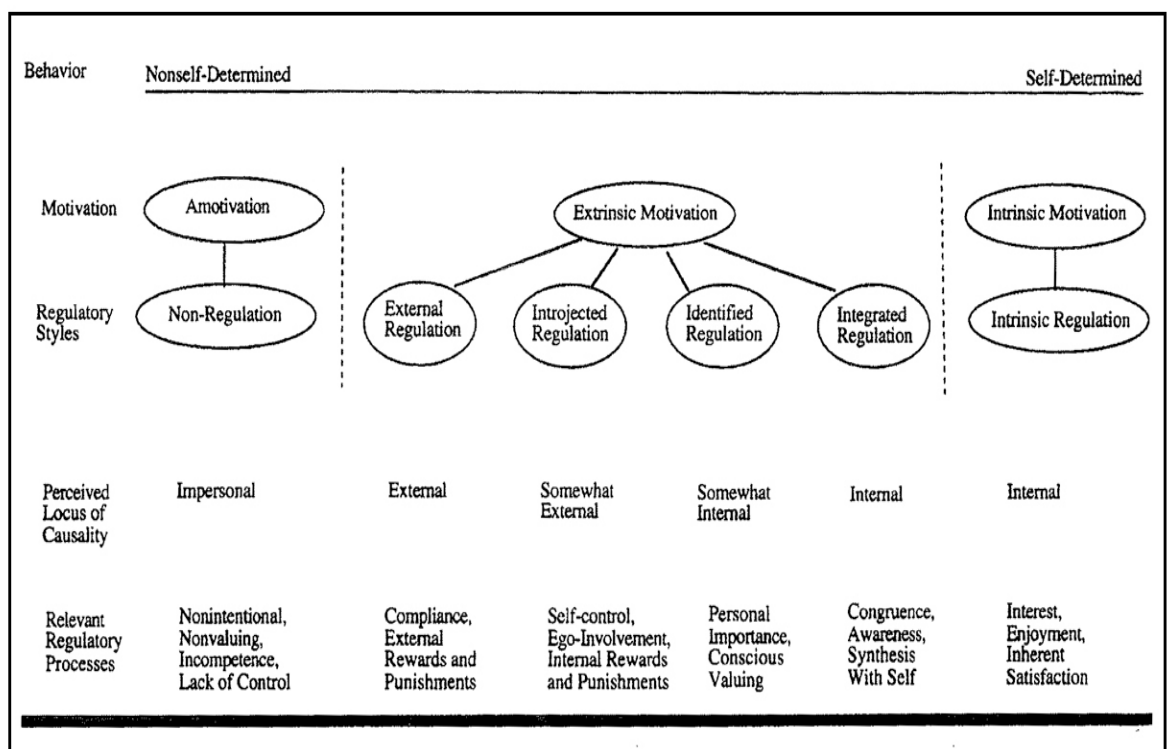 Behavior
Nonself-Determined
Self-Determined
Motivation
Amotivation
Extrinsic Motivation
Intrinsic Motivation
Regulatory
Styles
Non-Regulation
External
Regulation
Introjected
Regulation
Identified
Regulation
Integrated
Regulation
Intrinsic Regulation
Perceived
Locus of
Causality
Impersonal
External
Somewhat
External
Somewhat
Internal
Internal
Internal
Relevant
Regulatory
Processes
Nonintentional,
Nonvaluing,
Incompetence,
Lack of Control
Compliance,
External
Rewards and
Punishments
Self-control,
Ego-Involvement,
Internal Rewards
and Punishments
Personal
Importance,
Conscious
Valuing
Congruence,
Awareness,
Synthesis
With Self
Interest,
Enjoyment,
Inherent
Satisfaction